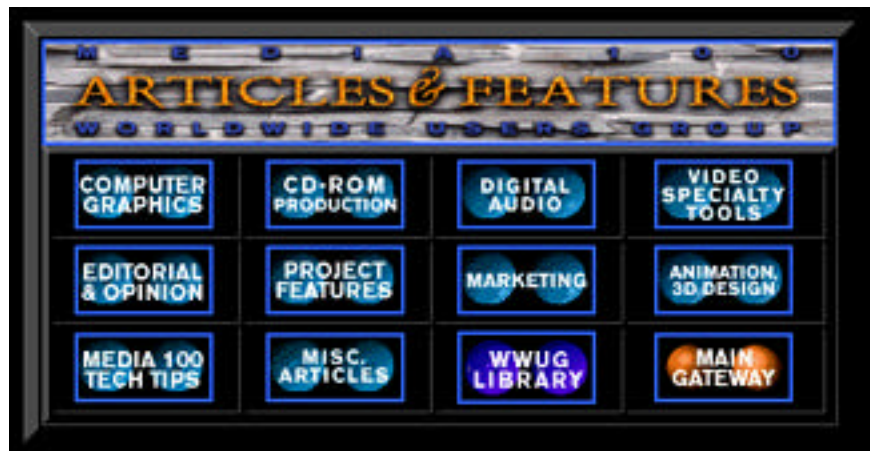 MEDIA 100
ARTICLES & FEATURES
WORLDWIDE USERS GROUP
COMPUTER
GRAPHICS
CD-ROM
PRODUCTION
DIGITAL
AUDIO
VIDEO
SPECIALTY
TOOLS
EDITORIAL
& OPINION
PROJECT
FEATURES
MARKETING
ANIMATION,
3D DESIGN
MEDIA 100
TECH TIPS
MISC.
ARTICLES
WWUG
LIBRARY
MAIN
GATEWAY